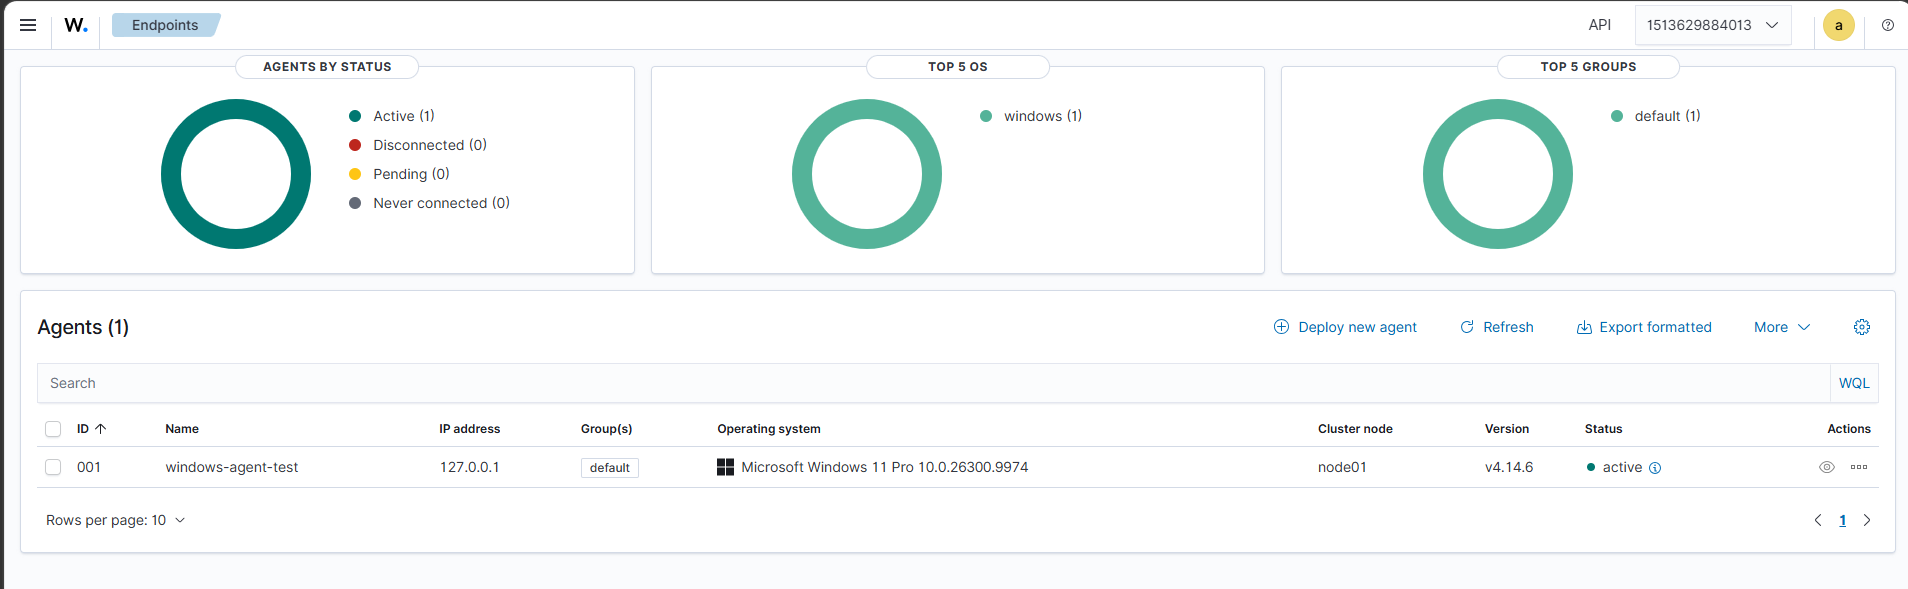 W. Endpoints API 1513629884013 a
AGENTS BY STATUS
Active (1)
Disconnected (0)
Pending (0)
Never connected (0)
TOP 5 OS
windows (1)
TOP 5 GROUPS
default (1)
Agents (1) Deploy new agent Refresh Export formatted More
Search WQL
ID Name IP address Group(s) Operating system Cluster node Version Status Actions
001 windows-agent-test 127.0.0.1 default Microsoft Windows 11 Pro 10.0.26300.9974 node01 v4.14.6 active
Rows per page: 10 1